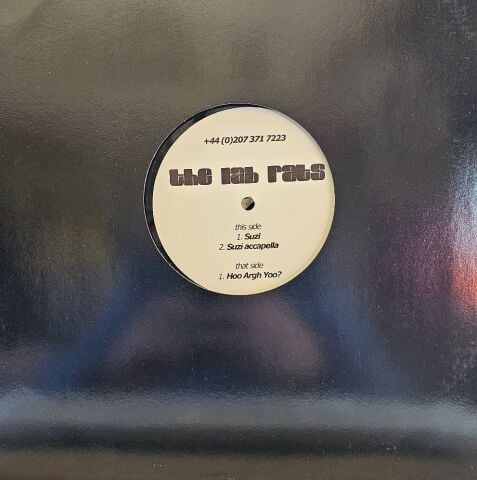 +44 (0)207 371 7223
the lab rats
this side
1. Suzi
2. Suzi accapella
that side
1. Hoo Argh Yoo?